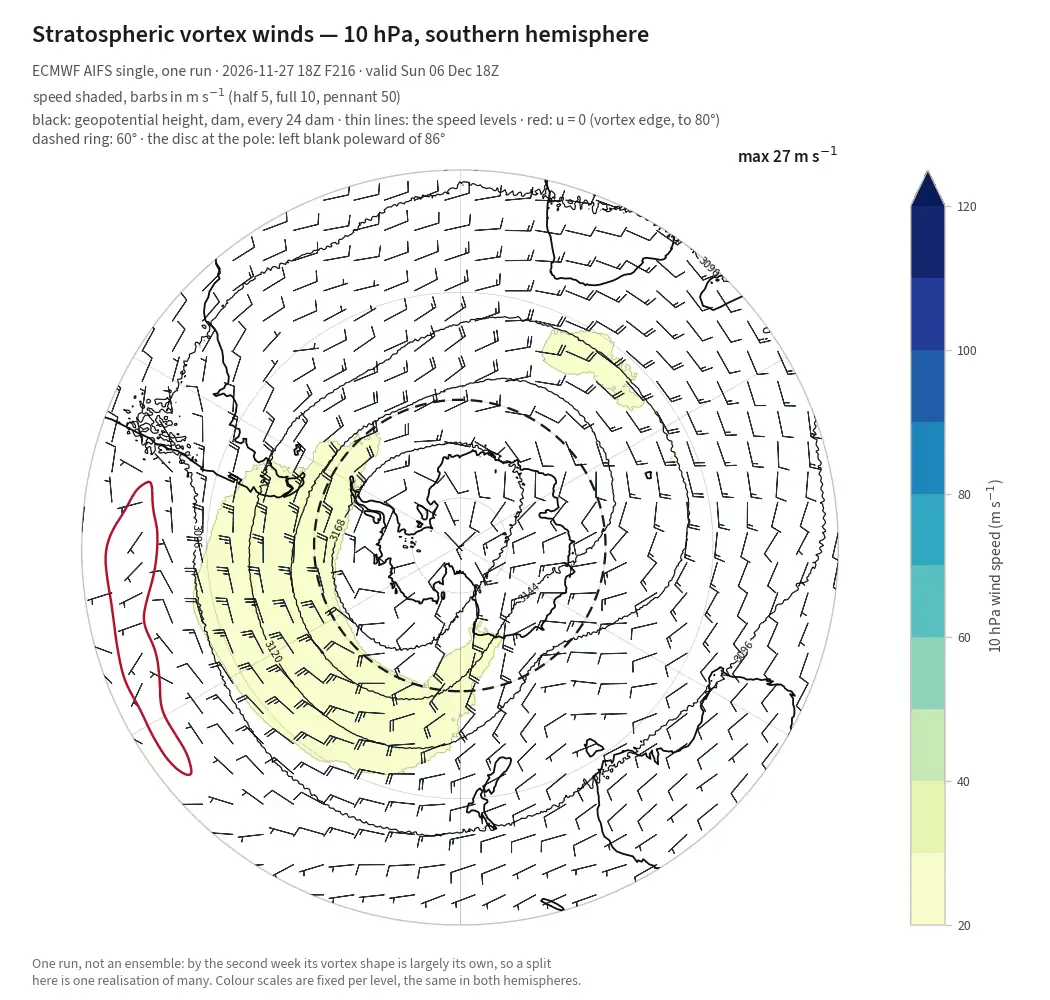 Stratospheric vortex winds — 10 hPa, southern hemisphere
ECMWF AIFS single, one run · 2026-11-27 18Z F216 · valid Sun 06 Dec 18Z
speed shaded, barbs in m s⁻¹ (half 5, full 10, pennant 50)
black: geopotential height, dam, every 24 dam · thin lines: the speed levels · red: u = 0 (vortex edge, to 80°)
dashed ring: 60° · the disc at the pole: left blank poleward of 86°
max 27 m s⁻¹
120
100
80
60
40
20
10 hPa wind speed (m s⁻¹)
3096
3168
3144
3120
3096
One run, not an ensemble: by the second week its vortex shape is largely its own, so a split
here is one realisation of many. Colour scales are fixed per level, the same in both hemispheres.